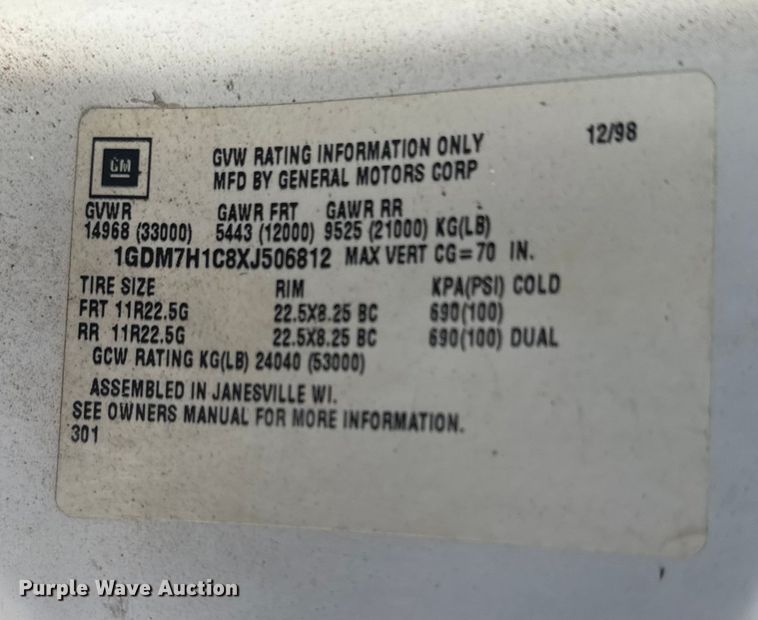 12/98
GM GVW RATING INFORMATION ONLY
MFD BY GENERAL MOTORS CORP
GVWR GAWR FRT GAWR RR
14968 (33000) 5443 (12000) 9525 (21000) KG(LB)
1GDM7H1C8XJ506812 MAX VERT CG=70 IN.
TIRE SIZE RIM KPA(PSI) COLD
FRT 11R22.5G 22.5X8.25 BC 690(100)
RR 11R22.5G 22.5X8.25 BC 690(100) DUAL
GCW RATING KG(LB) 24040 (53000)
ASSEMBLED IN JANESVILLE WI.
SEE OWNERS MANUAL FOR MORE INFORMATION.
301
Purple Wave Auction